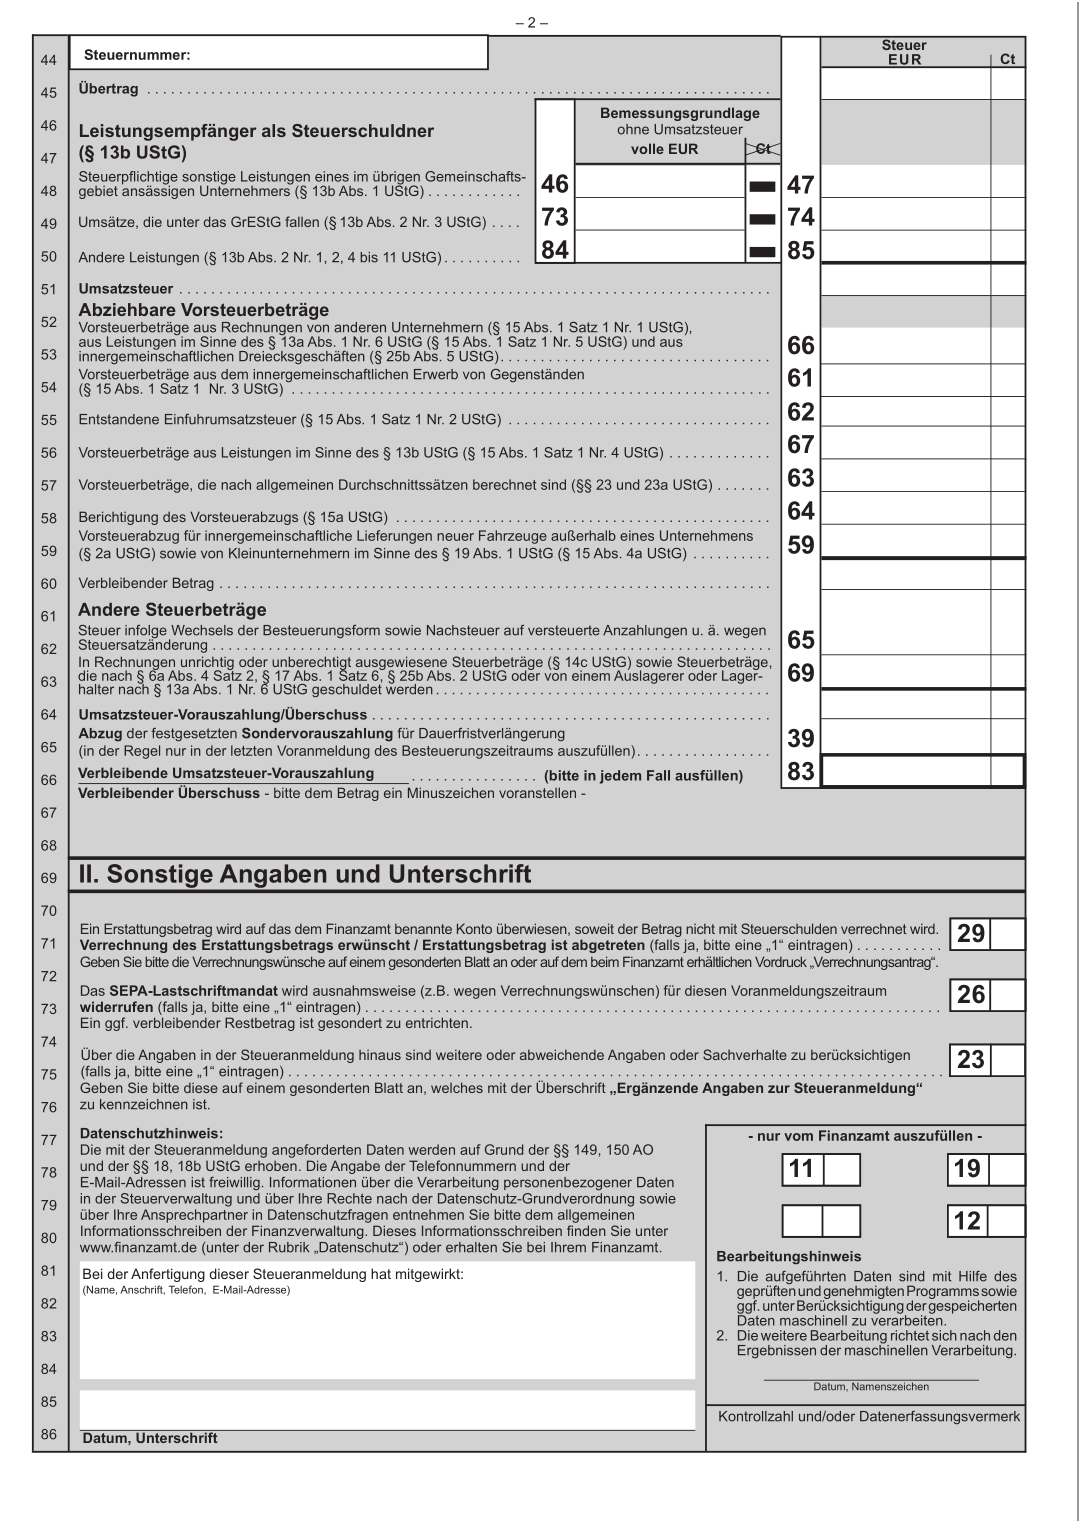 – 2 –
44 Steuernummer:
Steuer
EUR Ct
45 Übertrag
46 Leistungsempfänger als Steuerschuldner
47 (§ 13b UStG)
Bemessungsgrundlage
ohne Umsatzsteuer
volle EUR Ct
Steuerpflichtige sonstige Leistungen eines im übrigen Gemeinschafts-
48 gebiet ansässigen Unternehmers (§ 13b Abs. 1 UStG) . . . . . . . . . . . . 46 47
49 Umsätze, die unter das GrEStG fallen (§ 13b Abs. 2 Nr. 3 UStG) . . . . 73 74
50 Andere Leistungen (§ 13b Abs. 2 Nr. 1, 2, 4 bis 11 UStG) . . . . . . . . . . 84 85
51 Umsatzsteuer
52 Abziehbare Vorsteuerbeträge
Vorsteuerbeträge aus Rechnungen von anderen Unternehmern (§ 15 Abs. 1 Satz 1 Nr. 1 UStG),
53 aus Leistungen im Sinne des § 13a Abs. 1 Nr. 6 UStG (§ 15 Abs. 1 Satz 1 Nr. 5 UStG) und aus
innergemeinschaftlichen Dreiecksgeschäften (§ 25b Abs. 5 UStG) 66
Vorsteuerbeträge aus dem innergemeinschaftlichen Erwerb von Gegenständen
54 (§ 15 Abs. 1 Satz 1 Nr. 3 UStG) 61
55 Entstandene Einfuhrumsatzsteuer (§ 15 Abs. 1 Satz 1 Nr. 2 UStG) 62
56 Vorsteuerbeträge aus Leistungen im Sinne des § 13b UStG (§ 15 Abs. 1 Satz 1 Nr. 4 UStG) 67
57 Vorsteuerbeträge, die nach allgemeinen Durchschnittssätzen berechnet sind (§§ 23 und 23a UStG) 63
58 Berichtigung des Vorsteuerabzugs (§ 15a UStG) 64
Vorsteuerabzug für innergemeinschaftliche Lieferungen neuer Fahrzeuge außerhalb eines Unternehmens
59 (§ 2a UStG) sowie von Kleinunternehmern im Sinne des § 19 Abs. 1 UStG (§ 15 Abs. 4a UStG) 59
60 Verbleibender Betrag
61 Andere Steuerbeträge
Steuer infolge Wechsels der Besteuerungsform sowie Nachsteuer auf versteuerte Anzahlungen u. ä. wegen
62 Steuersatzänderung 65
In Rechnungen unrichtig oder unberechtigt ausgewiesene Steuerbeträge (§ 14c UStG) sowie Steuerbeträge,
63 die nach § 6a Abs. 4 Satz 2, § 17 Abs. 1 Satz 6, § 25b Abs. 2 UStG oder von einem Auslagerer oder Lager-
halter nach § 13a Abs. 1 Nr. 6 UStG geschuldet werden 69
64 Umsatzsteuer-Vorauszahlung/Überschuss
Abzug der festgesetzten Sondervorauszahlung für Dauerfristverlängerung
65 (in der Regel nur in der letzten Voranmeldung des Besteuerungszeitraums auszufüllen) 39
66 Verbleibende Umsatzsteuer-Vorauszahlung (bitte in jedem Fall ausfüllen) 83
Verbleibender Überschuss - bitte dem Betrag ein Minuszeichen voranstellen -
67
68
69 II. Sonstige Angaben und Unterschrift
70
Ein Erstattungsbetrag wird auf das dem Finanzamt benannte Konto überwiesen, soweit der Betrag nicht mit Steuerschulden verrechnet wird.
71 Verrechnung des Erstattungsbetrags erwünscht / Erstattungsbetrag ist abgetreten (falls ja, bitte eine „1“ eintragen) 29
Geben Sie bitte die Verrechnungswünsche auf einem gesonderten Blatt an oder auf dem beim Finanzamt erhältlichen Vordruck „Verrechnungsantrag“.
72
Das SEPA-Lastschriftmandat wird ausnahmsweise (z.B. wegen Verrechnungswünschen) für diesen Voranmeldungszeitraum
73 widerrufen (falls ja, bitte eine „1“ eintragen) 26
Ein ggf. verbleibender Restbetrag ist gesondert zu entrichten.
74
Über die Angaben in der Steueranmeldung hinaus sind weitere oder abweichende Angaben oder Sachverhalte zu berücksichtigen
75 (falls ja, bitte eine „1“ eintragen) 23
Geben Sie bitte diese auf einem gesonderten Blatt an, welches mit der Überschrift „Ergänzende Angaben zur Steueranmeldung“
76 zu kennzeichnen ist.
77 Datenschutzhinweis:
Die mit der Steueranmeldung angeforderten Daten werden auf Grund der §§ 149, 150 AO
78 und der §§ 18, 18b UStG erhoben. Die Angabe der Telefonnummern und der
E-Mail-Adressen ist freiwillig. Informationen über die Verarbeitung personenbezogener Daten
79 in der Steuerverwaltung und über Ihre Rechte nach der Datenschutz-Grundverordnung sowie
über Ihre Ansprechpartner in Datenschutzfragen entnehmen Sie bitte dem allgemeinen
80 Informationsschreiben der Finanzverwaltung. Dieses Informationsschreiben finden Sie unter
www.finanzamt.de (unter der Rubrik „Datenschutz“) oder erhalten Sie bei Ihrem Finanzamt.
81 Bei der Anfertigung dieser Steueranmeldung hat mitgewirkt:
(Name, Anschrift, Telefon, E-Mail-Adresse)
82
83
84
85
86 Datum, Unterschrift
- nur vom Finanzamt auszufüllen -
11 19
12
Bearbeitungshinweis
1. Die aufgeführten Daten sind mit Hilfe des
geprüften und genehmigten Programms sowie
ggf. unter Berücksichtigung der gespeicherten
Daten maschinell zu verarbeiten.
2. Die weitere Bearbeitung richtet sich nach den
Ergebnissen der maschinellen Verarbeitung.
Datum, Namenszeichen
Kontrollzahl und/oder Datenerfassungsvermerk